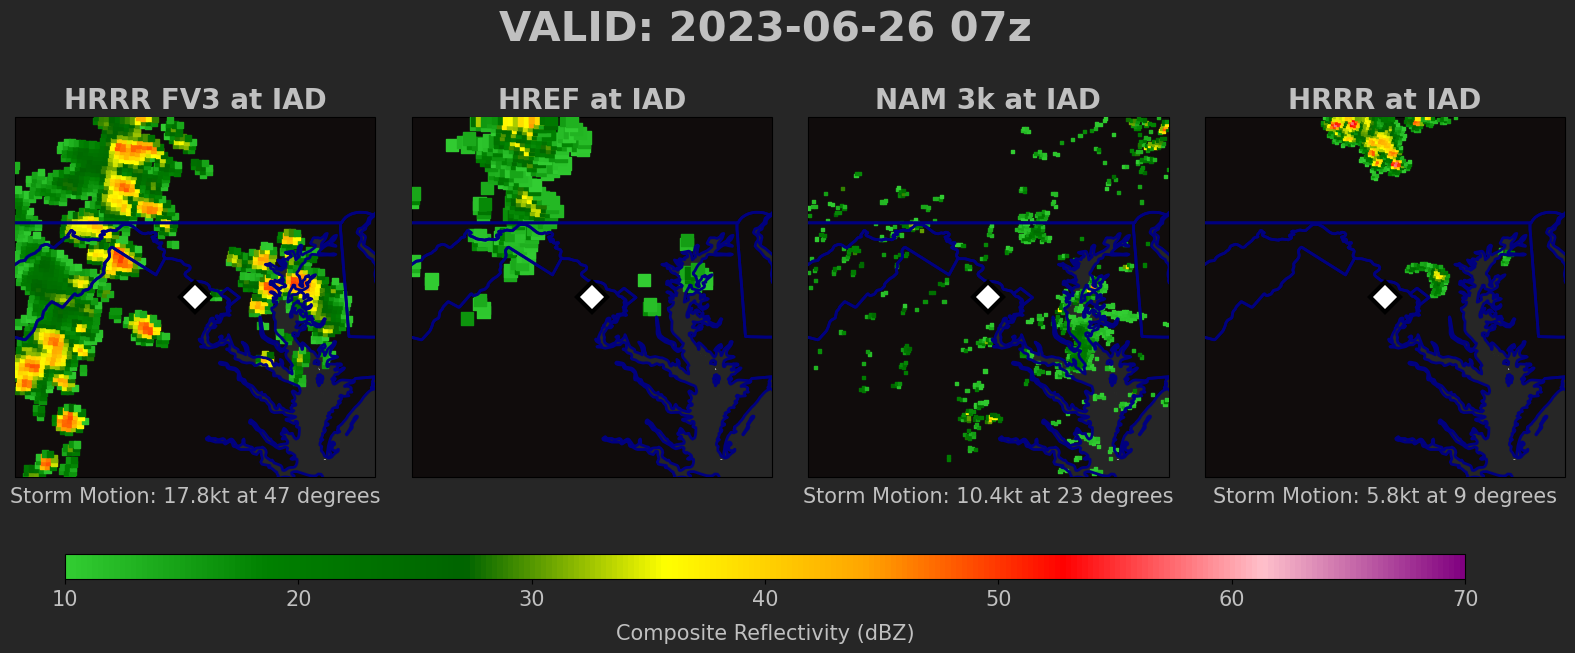 VALID: 2023-06-26 07z
HRRR FV3 at IAD
HREF at IAD
NAM 3k at IAD
HRRR at IAD
Storm Motion: 17.8kt at 47 degrees
Storm Motion: 10.4kt at 23 degrees
Storm Motion: 5.8kt at 9 degrees
10 20 30 40 50 60 70
Composite Reflectivity (dBZ)